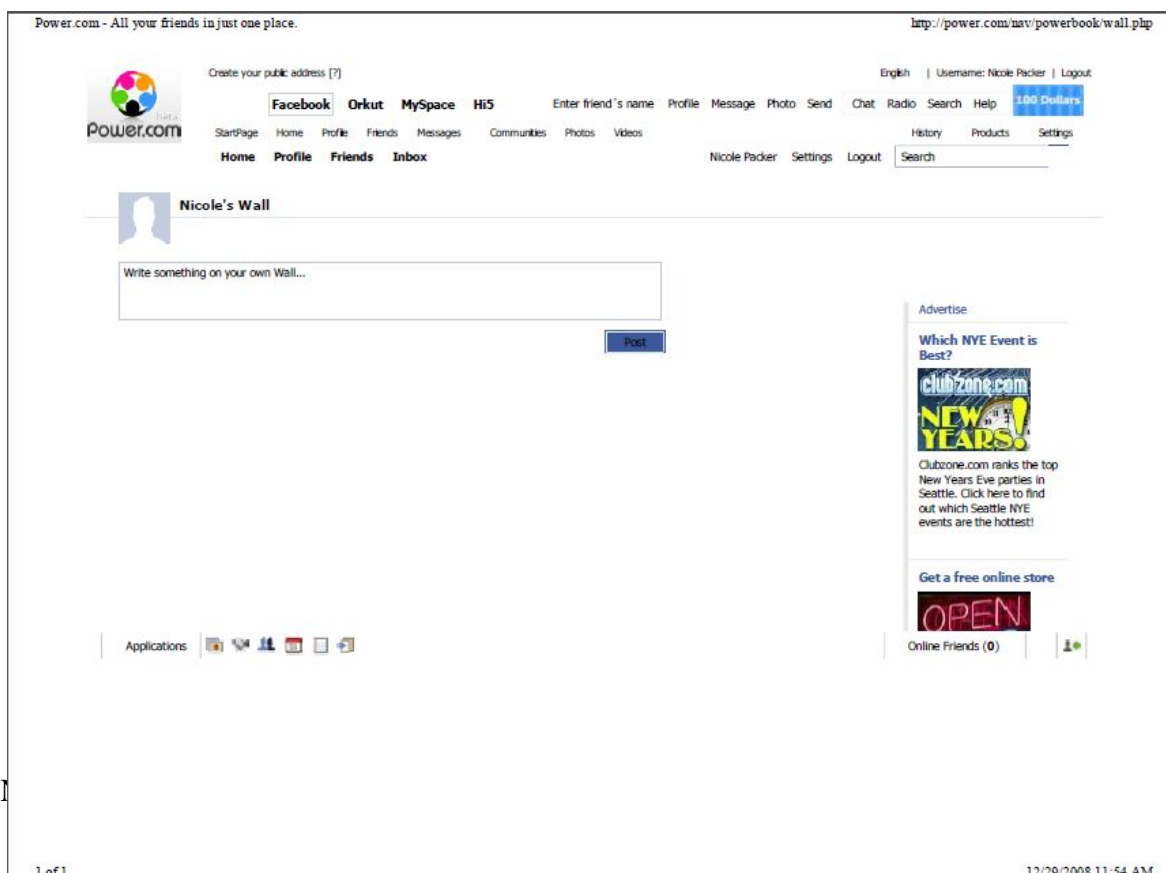 Power.com - All your friends in just one place. http://power.com/nav/powerbook/wall.php
Create your public address [?] English | Username: Nicole Packer | Logout
beta
Power.com
Facebook Orkut MySpace Hi5 Enter friend´s name Profile Message Photo Send Chat Radio Search Help 100 Dollars
StartPage Home Profile Friends Messages Communities Photos Videos History Products Settings
Home Profile Friends Inbox Nicole Packer Settings Logout Search
Nicole's Wall
Write something on your own Wall...
Post
Advertise
Which NYE Event is
Best?
clubzone.com
NEW
YEARS!
Clubzone.com ranks the top
New Years Eve parties in
Seattle. Click here to find
out which Seattle NYE
events are the hottest!
Get a free online store
OPEN
Applications Online Friends (0)
1 of 1 12/29/2008 11:54 AM